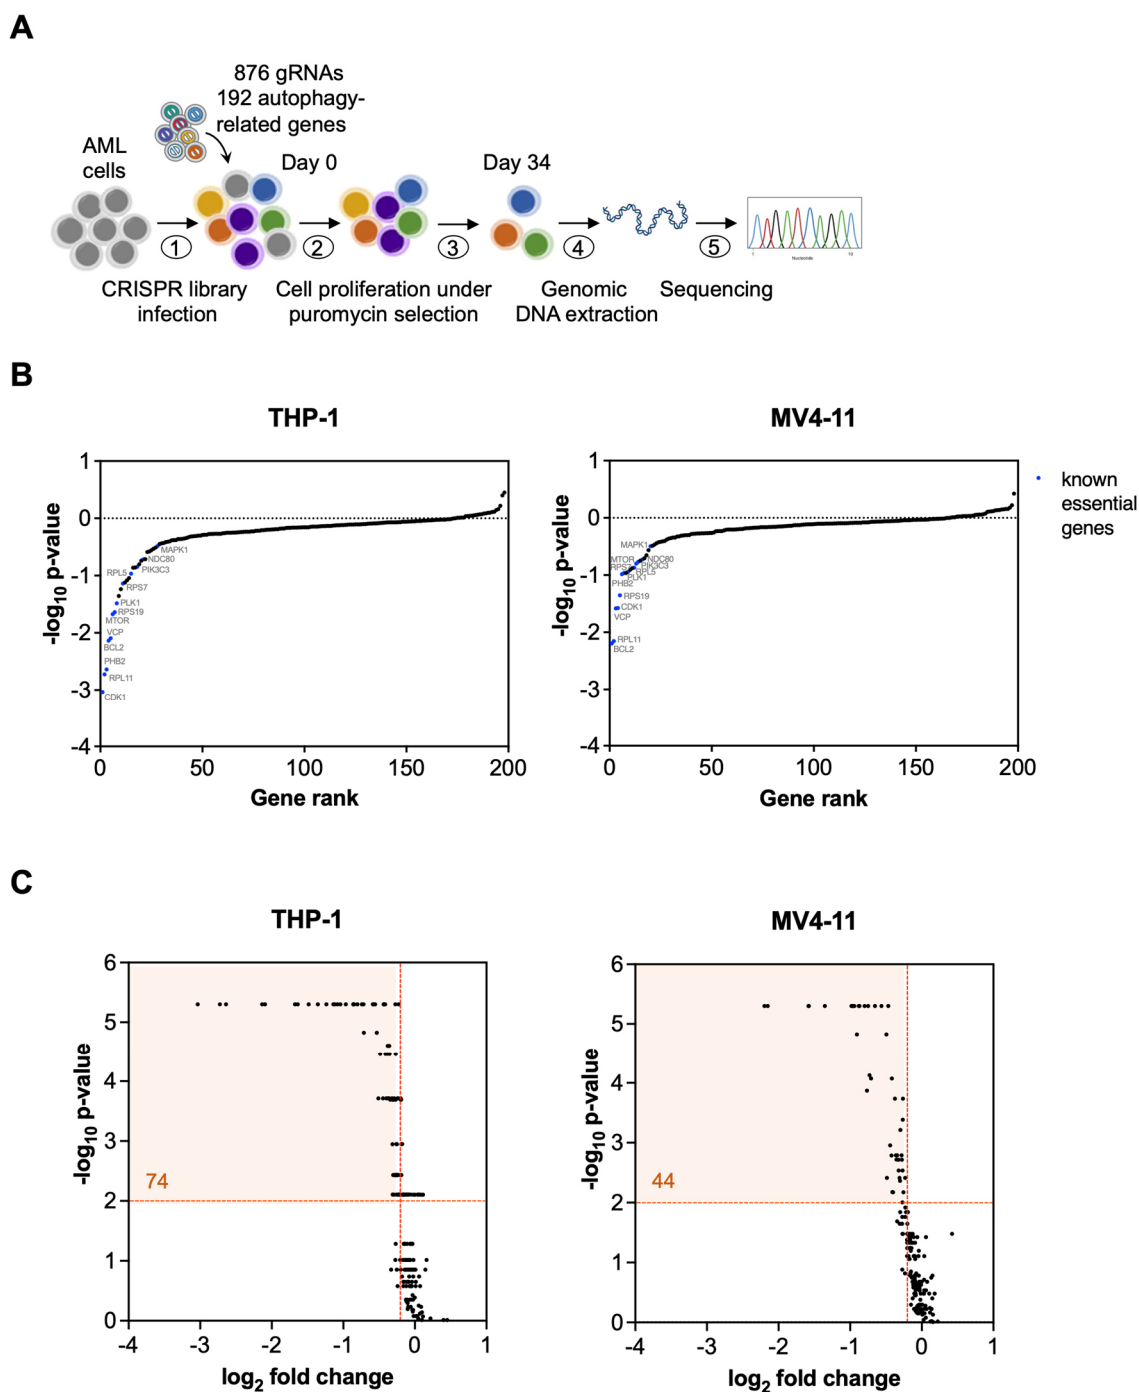 A
876 gRNAs
192 autophagy-
related genes
AML
cells
Day 0
Day 34
1
2
3
4
5
1
Nucleotide
CRISPR library
infection
Cell proliferation under
puromycin selection
Genomic
DNA extraction
Sequencing
B
THP-1
-log10 p-value
1
0
-1
-2
-3
-4
MAPK1
NDC80
PIK3C3
RPL5
RPS7
PLK1
RPS19
MTOR
VCP
BCL2
PHB2
RPL11
CDK1
0
50
100
150
200
Gene rank
MV4-11
-log10 p-value
1
0
-1
-2
-3
-4
MAPK1
MTOR
NDC80
PIK3C3
RPS7
RPL5
PLK1
PHB2
RPS19
CDK1
VCP
RPL11
BCL2
0
50
100
150
200
Gene rank
known
essential
genes
C
THP-1
-log10 p-value
6
5
4
3
2
1
0
74
-4
-3
-2
-1
0
1
log2 fold change
MV4-11
-log10 p-value
6
5
4
3
2
1
0
44
-4
-3
-2
-1
0
1
log2 fold change